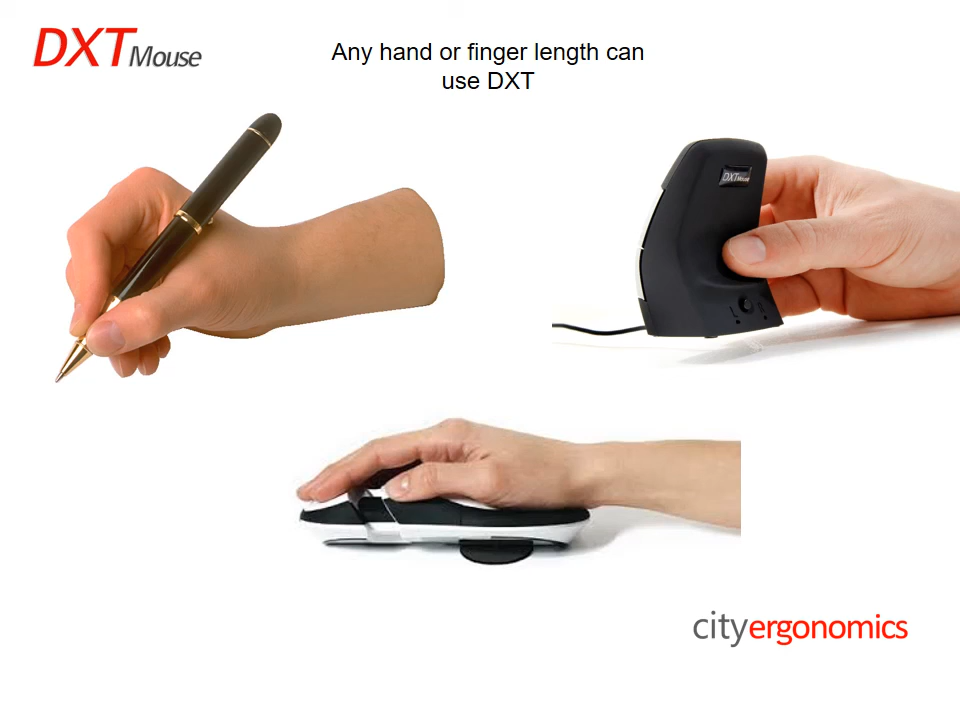 DXT Mouse
Any hand or finger length can
use DXT
DXT Mouse
cityergonomics